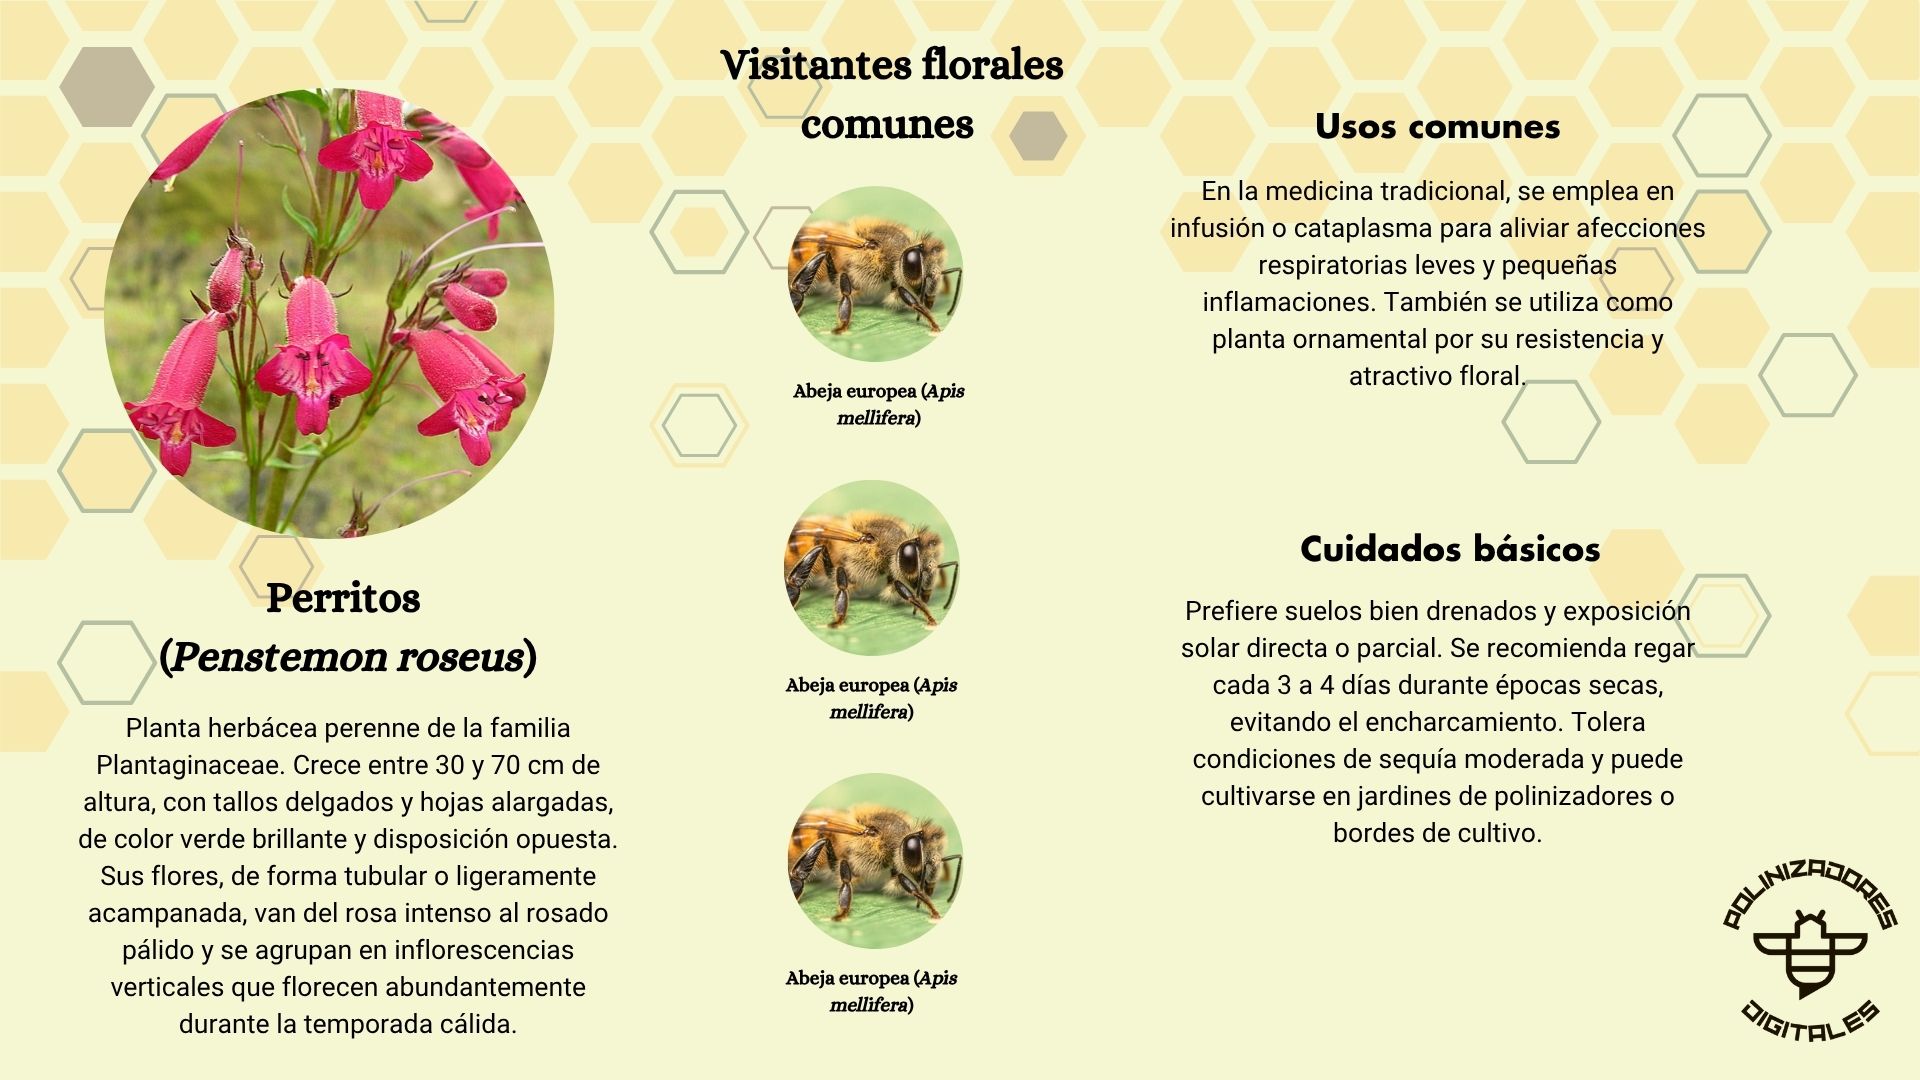 Perritos
(Penstemon roseus)
Planta herbácea perenne de la familia
Plantaginaceae. Crece entre 30 y 70 cm de
altura, con tallos delgados y hojas alargadas,
de color verde brillante y disposición opuesta.
Sus flores, de forma tubular o ligeramente
acampanada, van del rosa intenso al rosado
pálido y se agrupan en inflorescencias
verticales que florecen abundantemente
durante la temporada cálida.
Visitantes florales
comunes
Abeja europea (Apis
mellifera)
Abeja europea (Apis
mellifera)
Abeja europea (Apis
mellifera)
Usos comunes
En la medicina tradicional, se emplea en
infusión o cataplasma para aliviar afecciones
respiratorias leves y pequeñas
inflamaciones. También se utiliza como
planta ornamental por su resistencia y
atractivo floral.
Cuidados básicos
Prefiere suelos bien drenados y exposición
solar directa o parcial. Se recomienda regar
cada 3 a 4 días durante épocas secas,
evitando el encharcamiento. Tolera
condiciones de sequía moderada y puede
cultivarse en jardines de polinizadores o
bordes de cultivo.
POLINIZADORES
DIGITALES